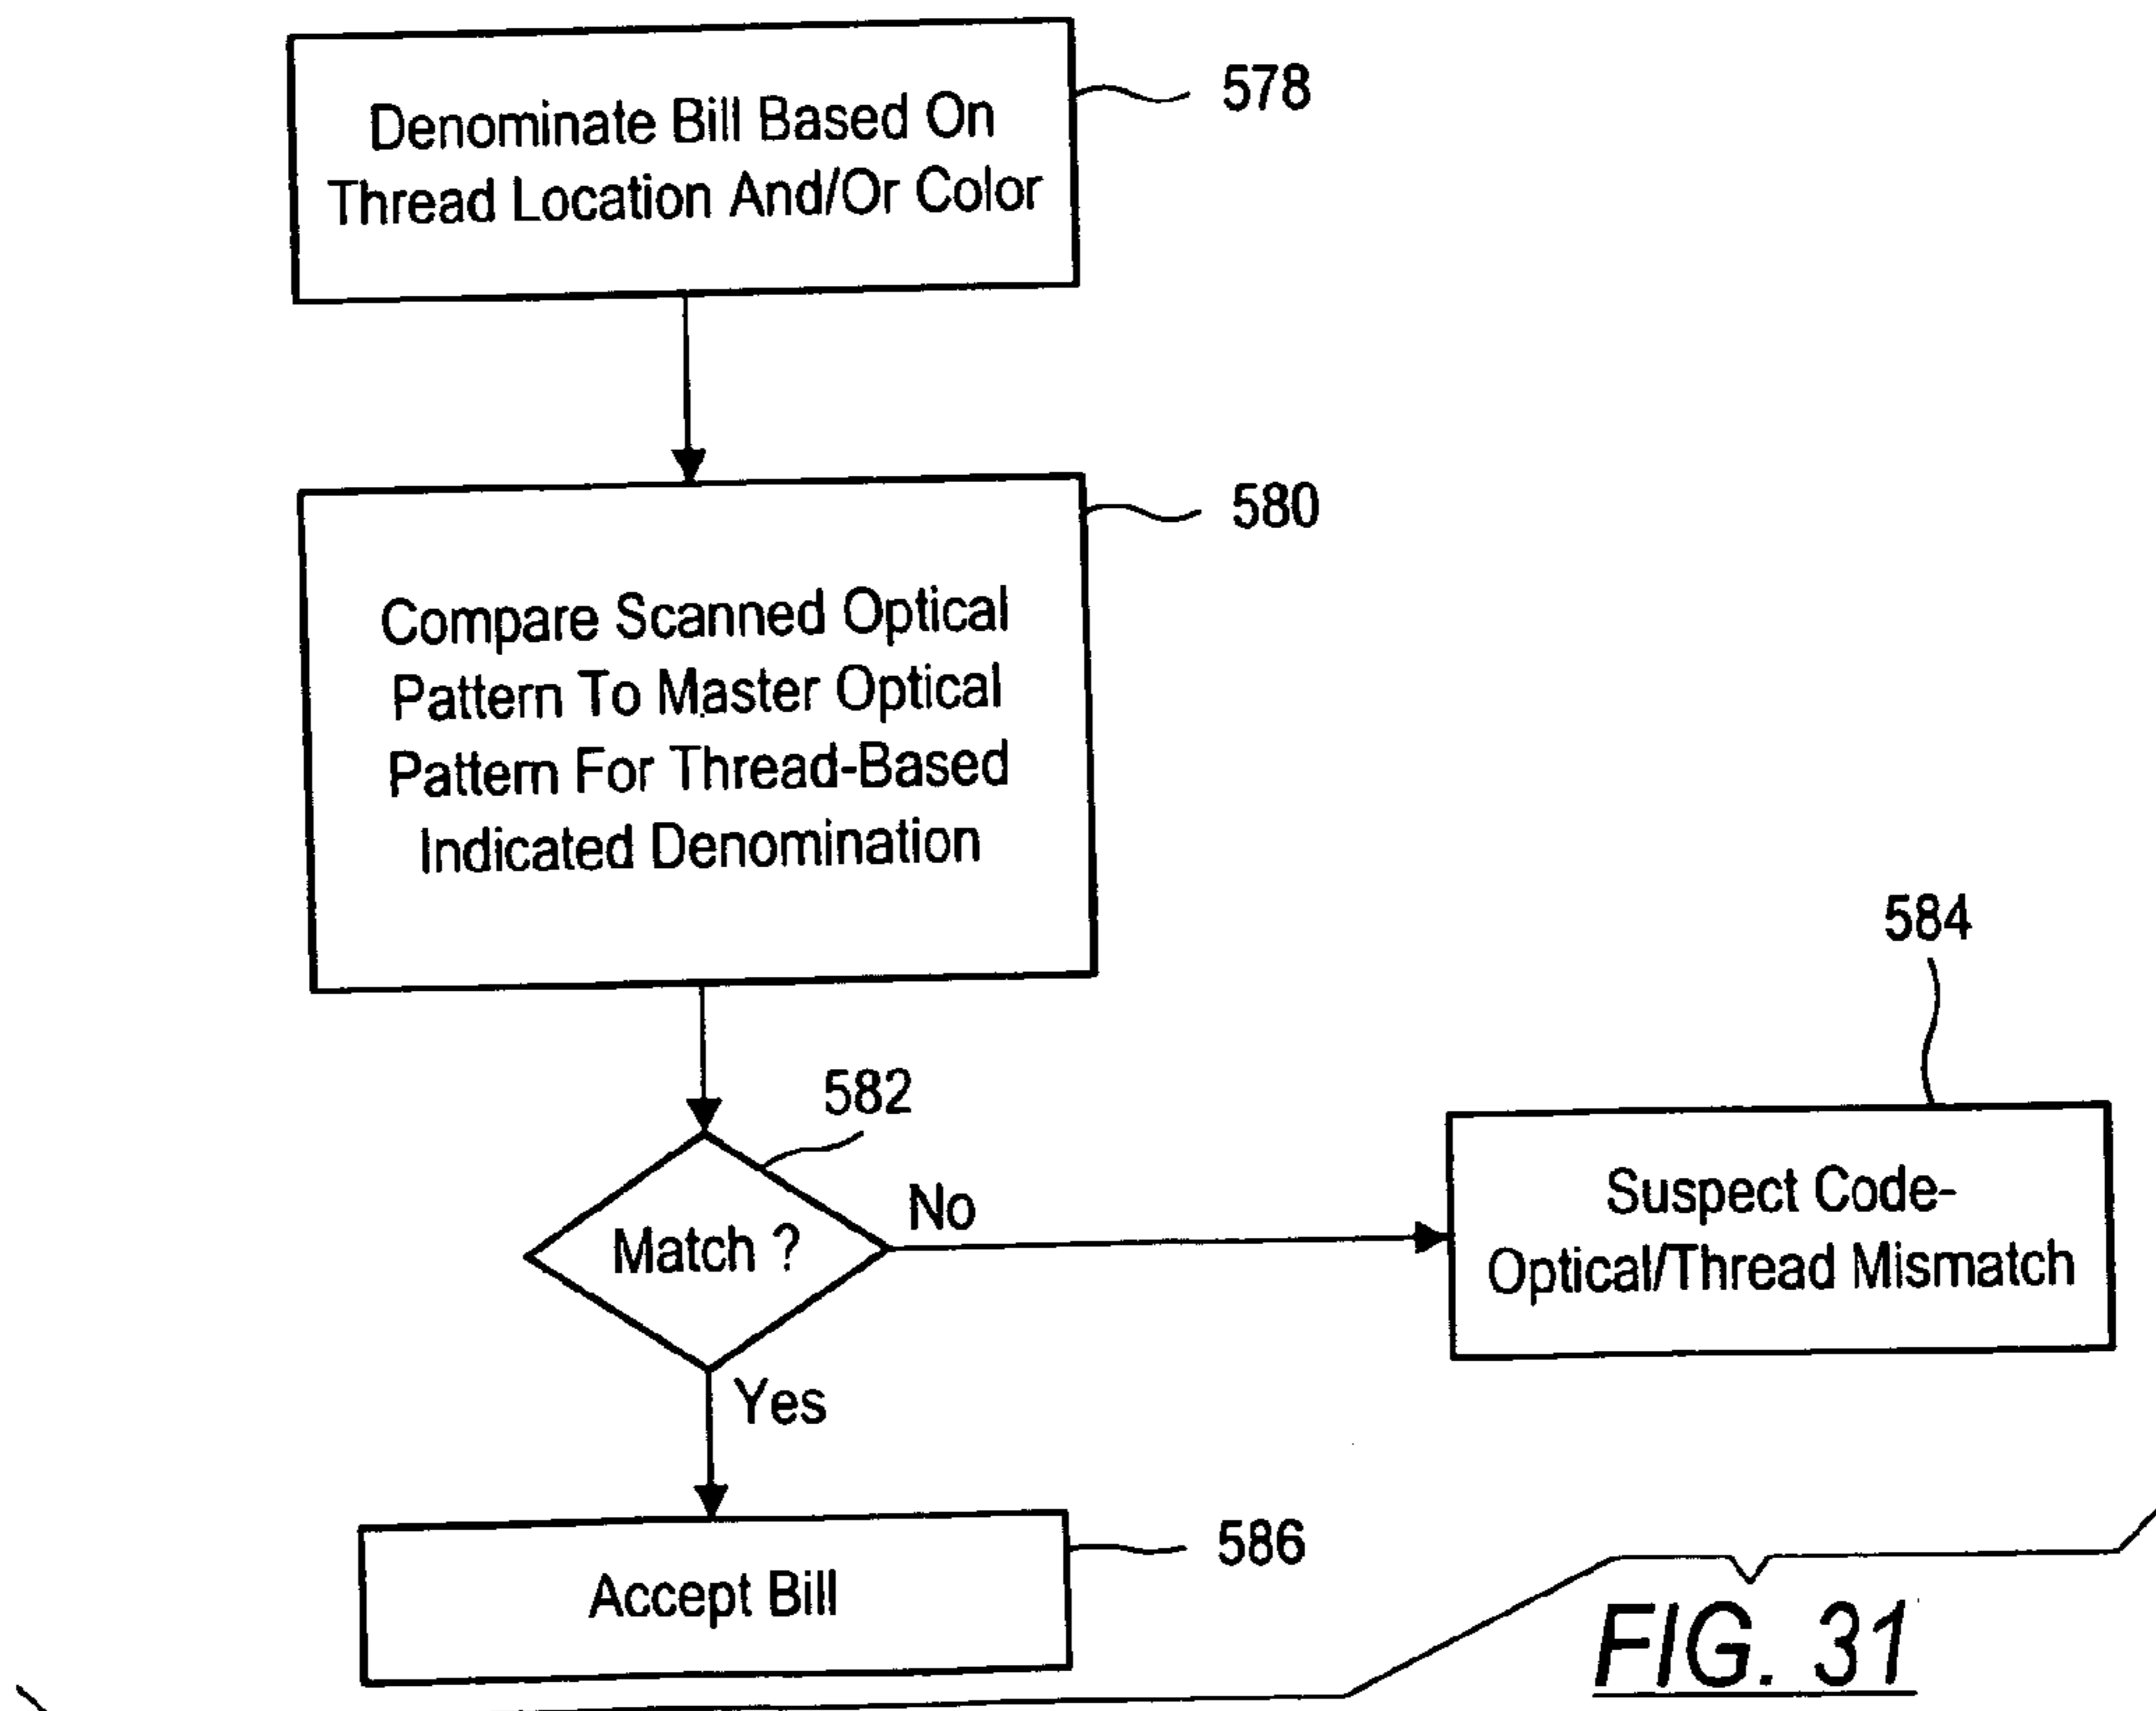 578
Denominate Bill Based On
Thread Location And/Or Color
580
Compare Scanned Optical
Pattern To Master Optical
Pattern For Thread-Based
Indicated Denomination
584
582
Match ?
No
Suspect Code-
Optical/Thread Mismatch
Yes
586
Accept Bill
FIG. 31